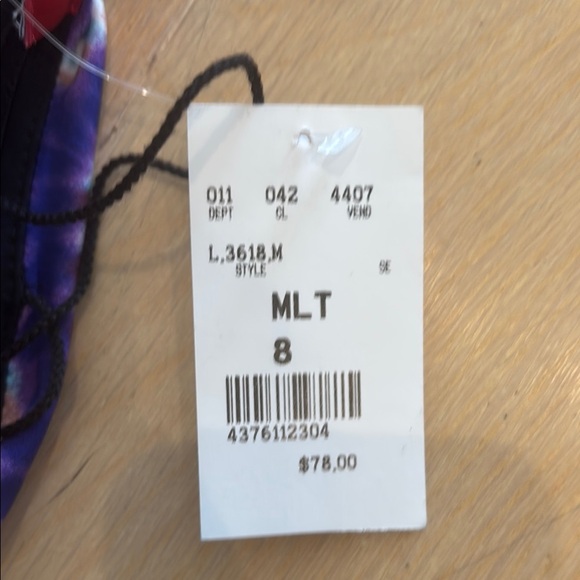 011 042 4407
DEPT CL VEND
L.3618.M
STYLE SE
MLT
8
4376112304
$78.00